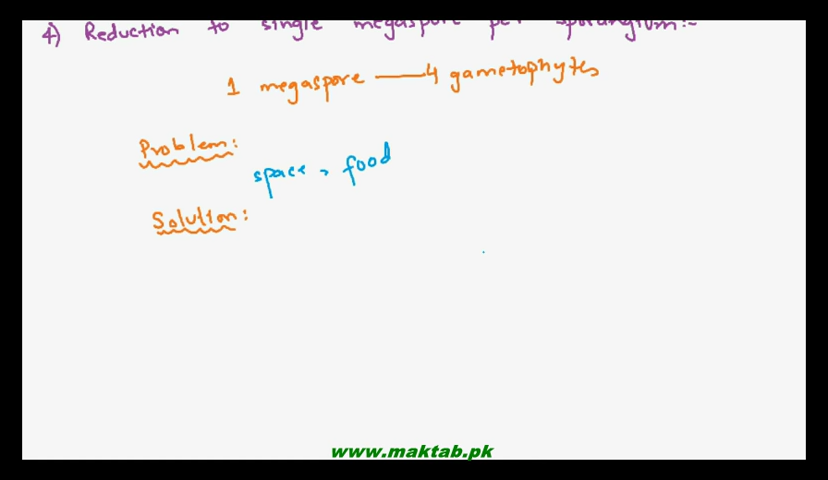 4) Reduction to single megaspore per sporangium:-
1 megaspore — 4 gametophytes
Problem:
space, food
Solution:
www.maktab.pk